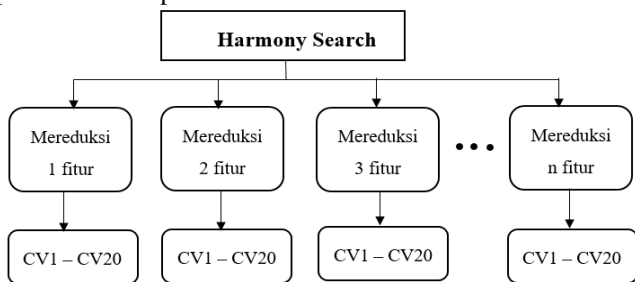 Harmony Search
Mereduksi
1 fitur
Mereduksi
2 fitur
Mereduksi
3 fitur
• • •
Mereduksi
n fitur
CV1 – CV20
CV1 – CV20
CV1 – CV20
CV1 – CV20